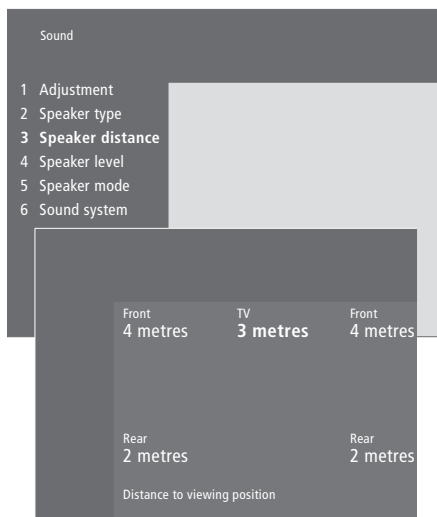 Sound
1 Adjustment
2 Speaker type
3 Speaker distance
4 Speaker level
5 Speaker mode
6 Sound system
Front TV Front
4 metres 3 metres 4 metres
Rear Rear
2 metres 2 metres
Distance to viewing position